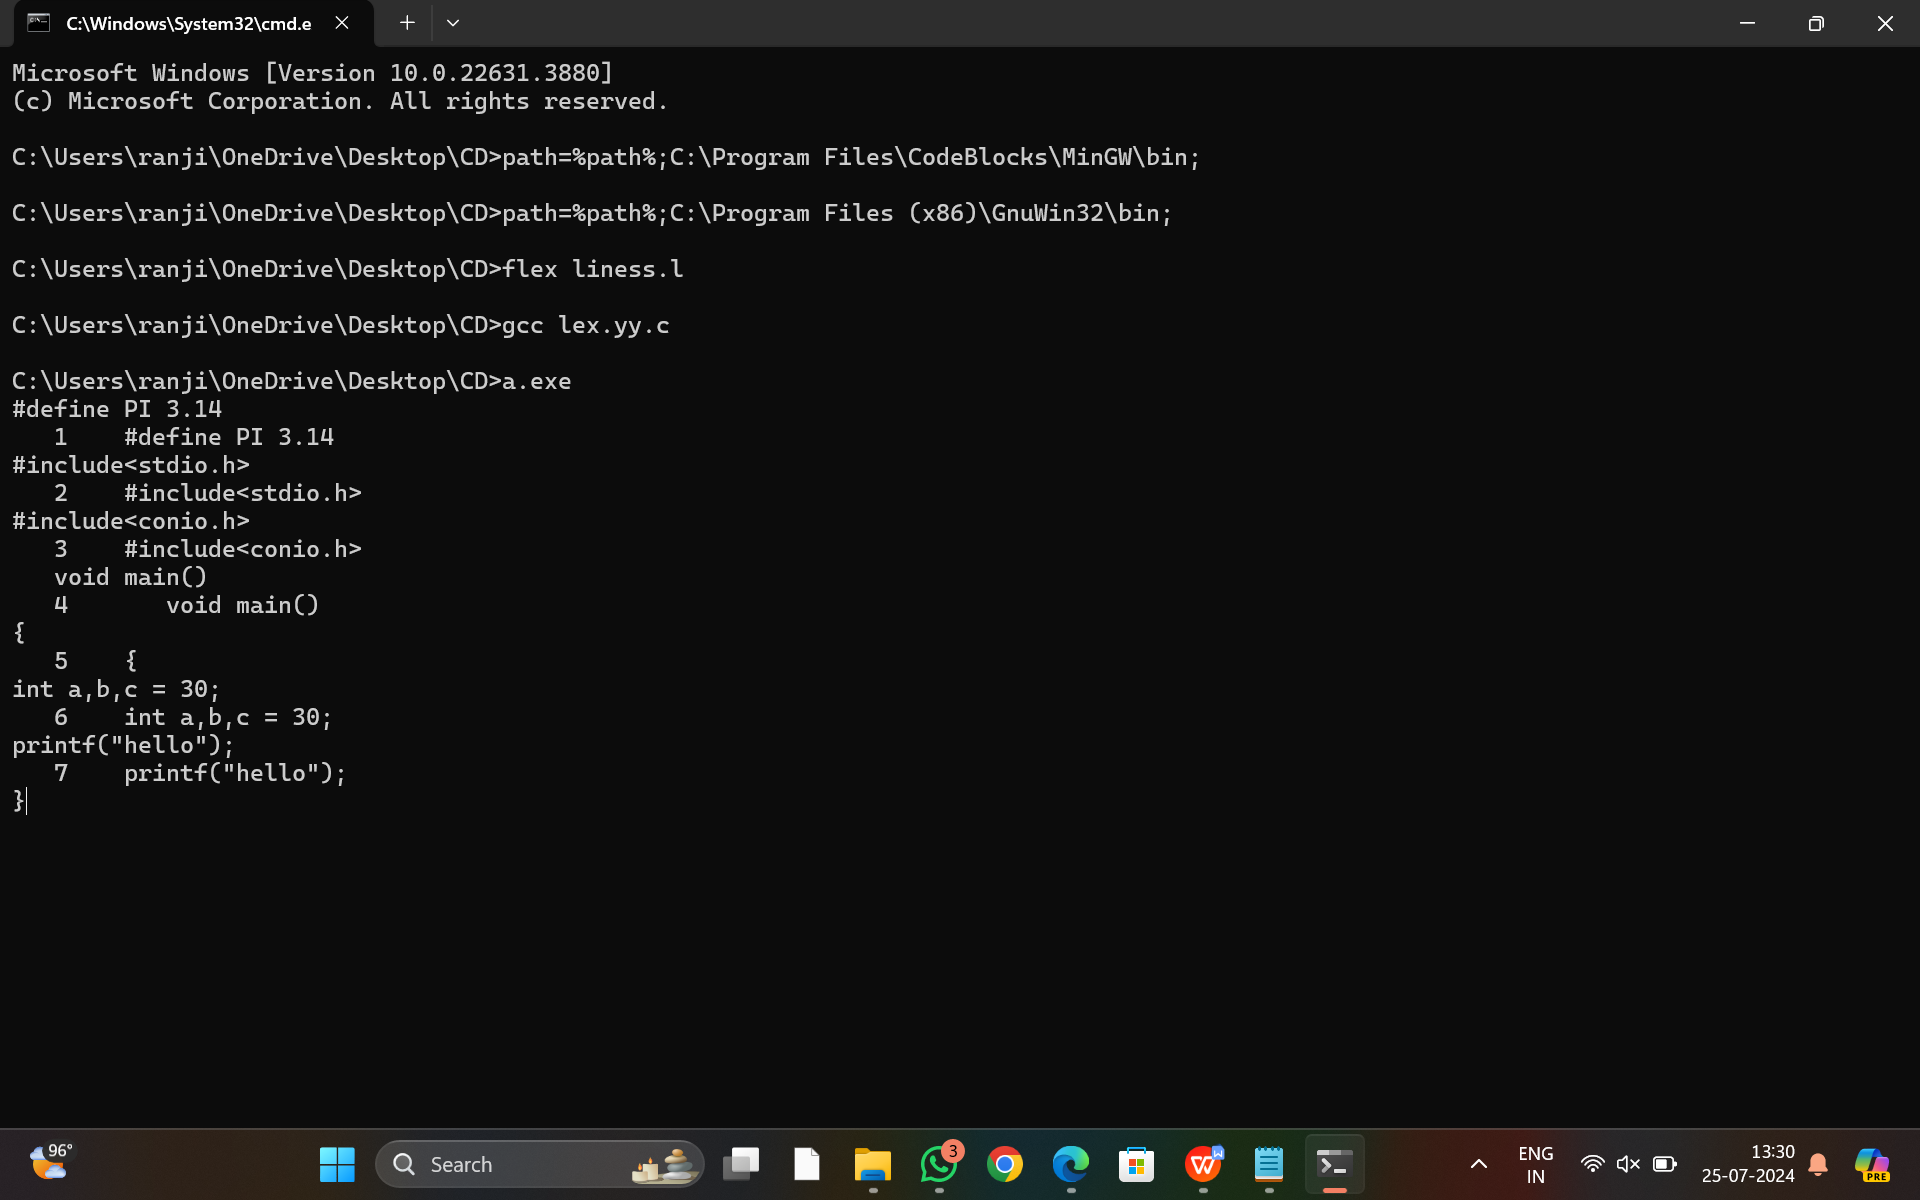 C:\Windows\System32\cmd.e
Microsoft Windows [Version 10.0.22631.3880]
(c) Microsoft Corporation. All rights reserved.
C:\Users\ranji\OneDrive\Desktop\CD>path=%path%;C:\Program Files\CodeBlocks\MinGW\bin;
C:\Users\ranji\OneDrive\Desktop\CD>path=%path%;C:\Program Files (x86)\GnuWin32\bin;
C:\Users\ranji\OneDrive\Desktop\CD>flex liness.l
C:\Users\ranji\OneDrive\Desktop\CD>gcc lex.yy.c
C:\Users\ranji\OneDrive\Desktop\CD>a.exe
#define PI 3.14
   1    #define PI 3.14
#include<stdio.h>
   2    #include<stdio.h>
#include<conio.h>
   3    #include<conio.h>
   void main()
   4       void main()
{
   5    {
int a,b,c = 30;
   6    int a,b,c = 30;
printf("hello");
   7    printf("hello");
}
96°
Search
3
W
ENG
IN
13:30
25-07-2024
PRE